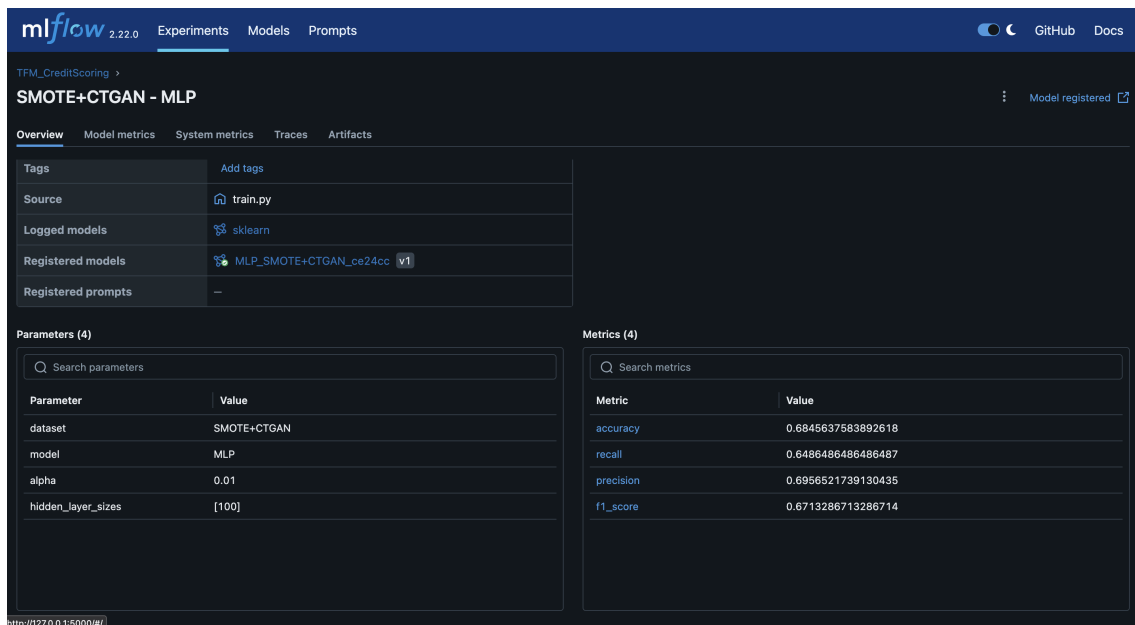 mlflow 2.22.0 Experiments Models Prompts GitHub Docs
TFM_CreditScoring ›
SMOTE+CTGAN - MLP
Model registered
Overview Model metrics System metrics Traces Artifacts
Tags Add tags
Source train.py
Logged models sklearn
Registered models MLP_SMOTE+CTGAN_ce24cc v1
Registered prompts —
Parameters (4)
Search parameters
Parameter Value
dataset SMOTE+CTGAN
model MLP
alpha 0.01
hidden_layer_sizes [100]
Metrics (4)
Search metrics
Metric Value
accuracy 0.6845637583892618
recall 0.6486486486486487
precision 0.6956521739130435
f1_score 0.6713286713286714
http://127.0.0.1:5000/#/